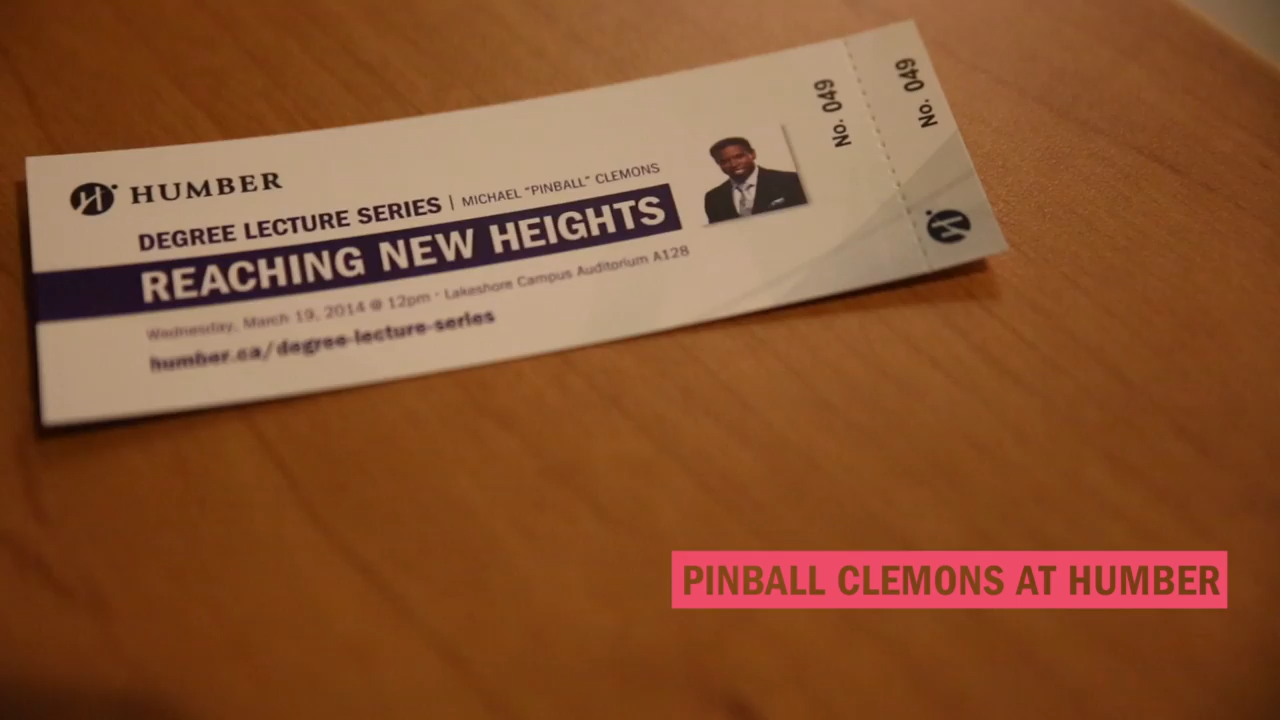 HUMBER
DEGREE LECTURE SERIES | MICHAEL "PINBALL" CLEMONS
REACHING NEW HEIGHTS
Wednesday, March 19, 2014 @ 12pm · Lakeshore Campus Auditorium A128
humber.ca/degree-lecture-series
No. 049
No. 049
PINBALL CLEMONS AT HUMBER